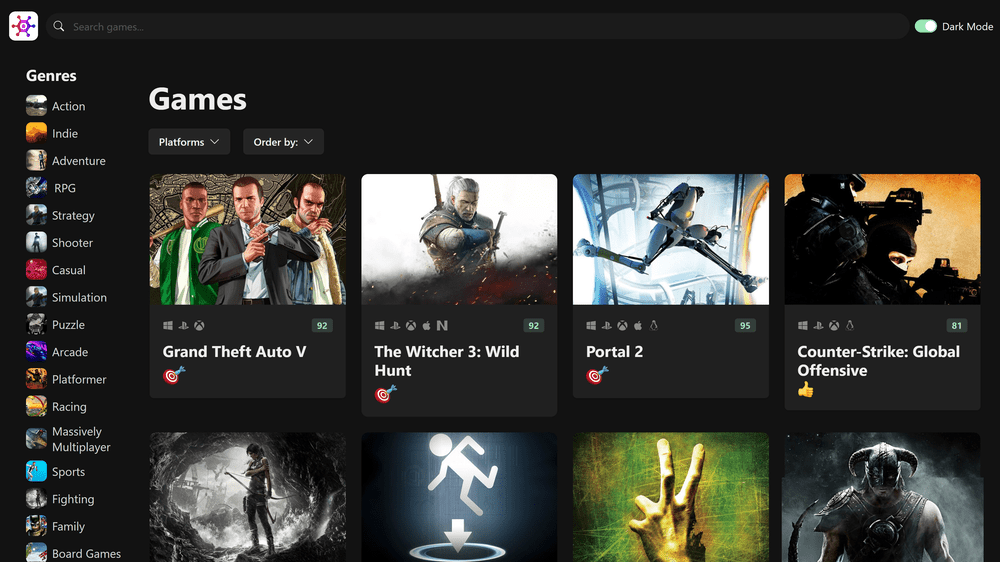 Search games...
Dark Mode
Genres
Action
Indie
Adventure
RPG
Strategy
Shooter
Casual
Simulation
Puzzle
Arcade
Platformer
Racing
Massively
Multiplayer
Sports
Fighting
Family
Board Games
Games
Platforms
Order by:
92
Grand Theft Auto V
92
The Witcher 3: Wild
Hunt
95
Portal 2
81
Counter-Strike: Global
Offensive